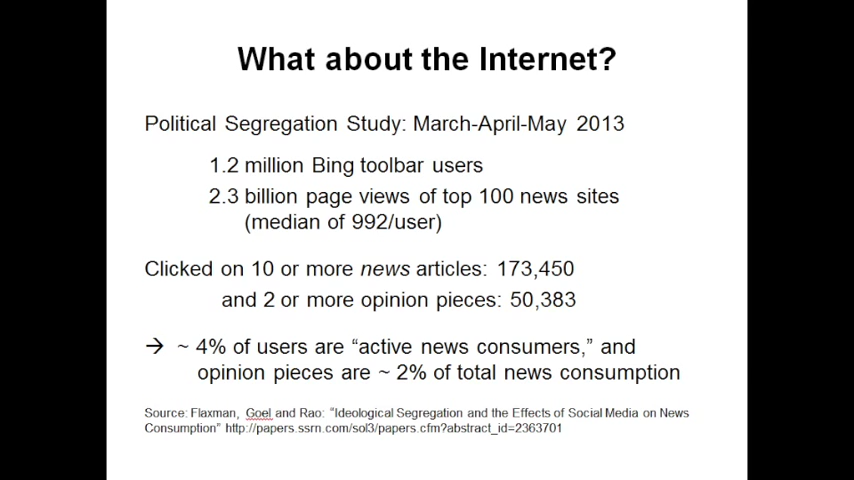 What about the Internet?
Political Segregation Study: March-April-May 2013
1.2 million Bing toolbar users
2.3 billion page views of top 100 news sites
(median of 992/user)
Clicked on 10 or more news articles: 173,450
and 2 or more opinion pieces: 50,383
→ ~ 4% of users are “active news consumers,” and
opinion pieces are ~ 2% of total news consumption
Source: Flaxman, Goel and Rao: “Ideological Segregation and the Effects of Social Media on News
Consumption” http://papers.ssrn.com/sol3/papers.cfm?abstract_id=2363701